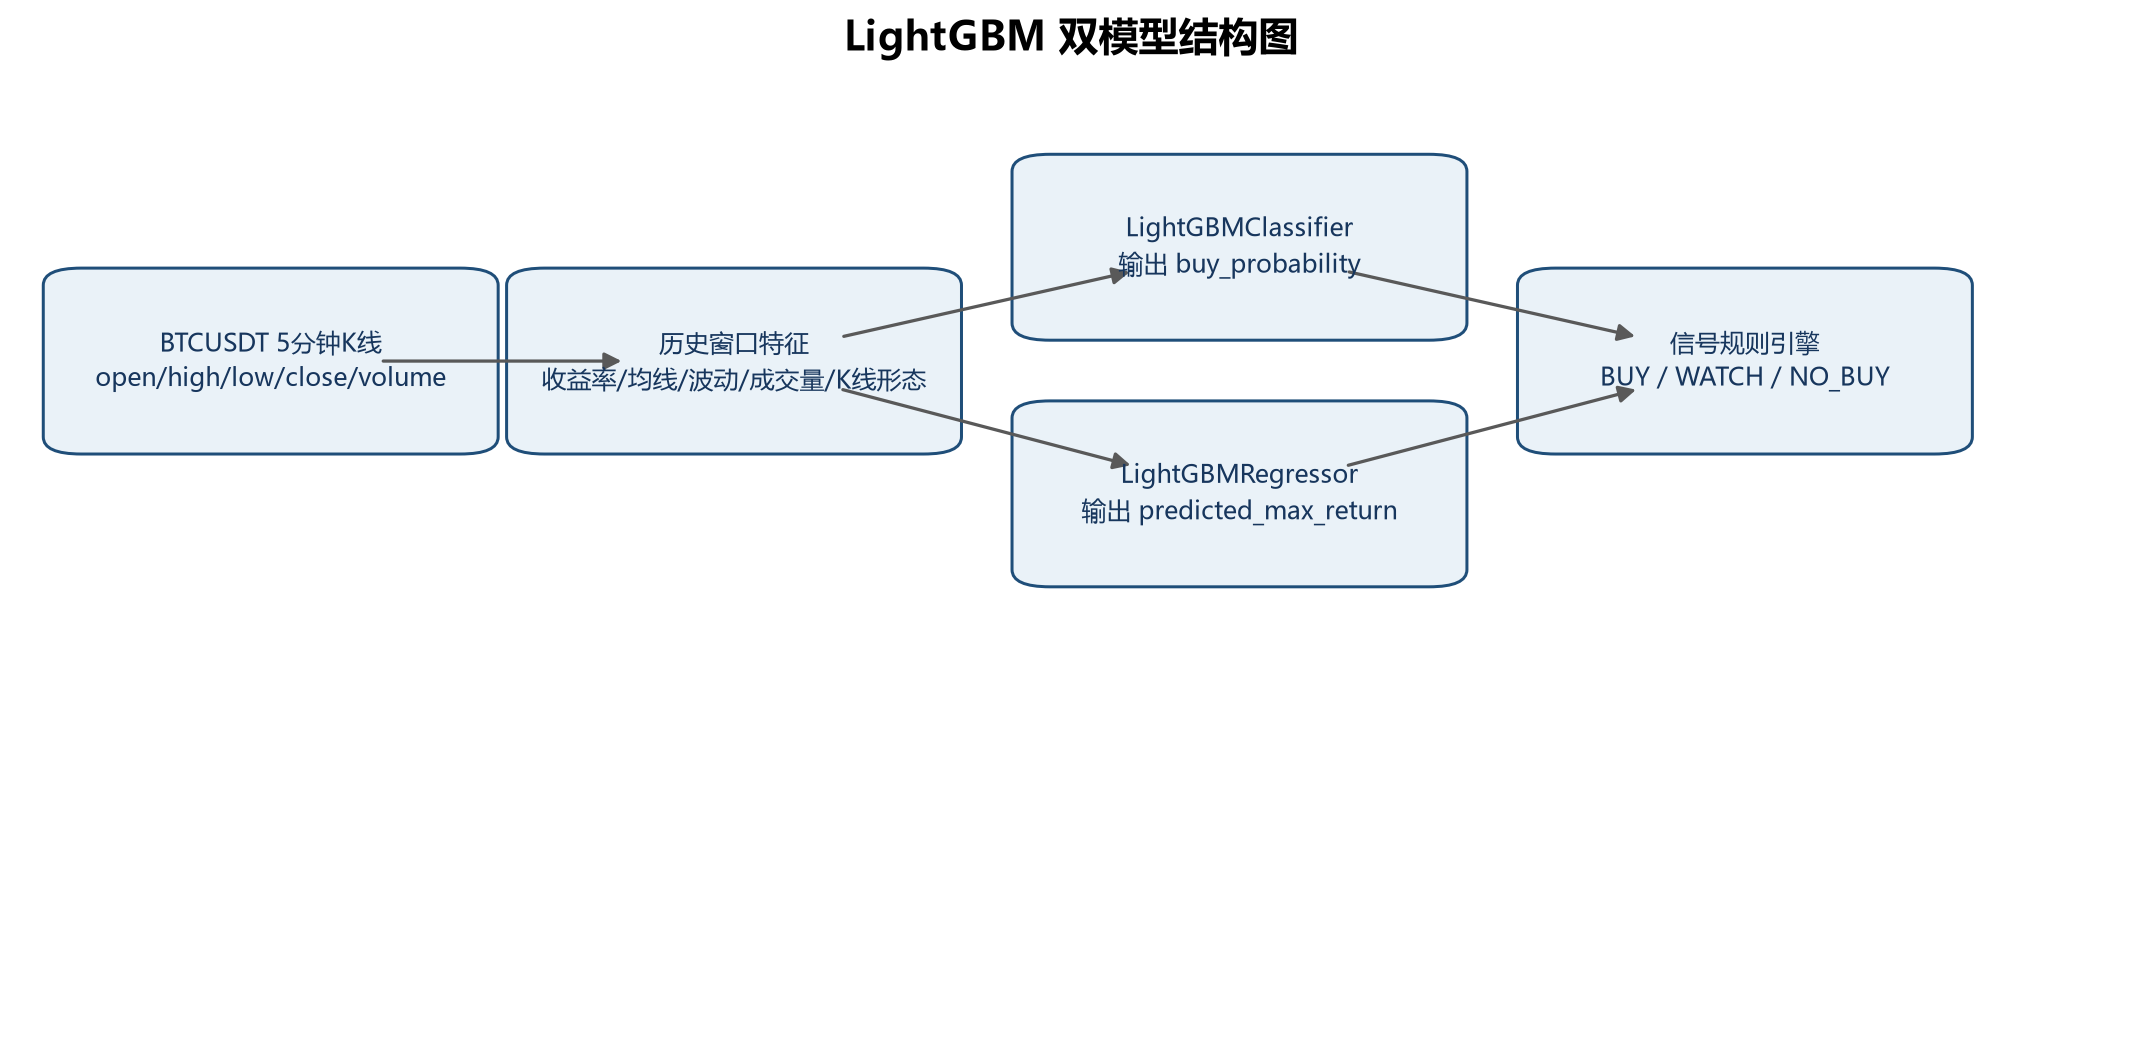 LightGBM 双模型结构图
BTCUSDT 5分钟K线
open/high/low/close/volume
历史窗口特征
收益率/均线/波动/成交量/K线形态
LightGBMClassifier
输出 buy_probability
LightGBMRegressor
输出 predicted_max_return
信号规则引擎
BUY / WATCH / NO_BUY